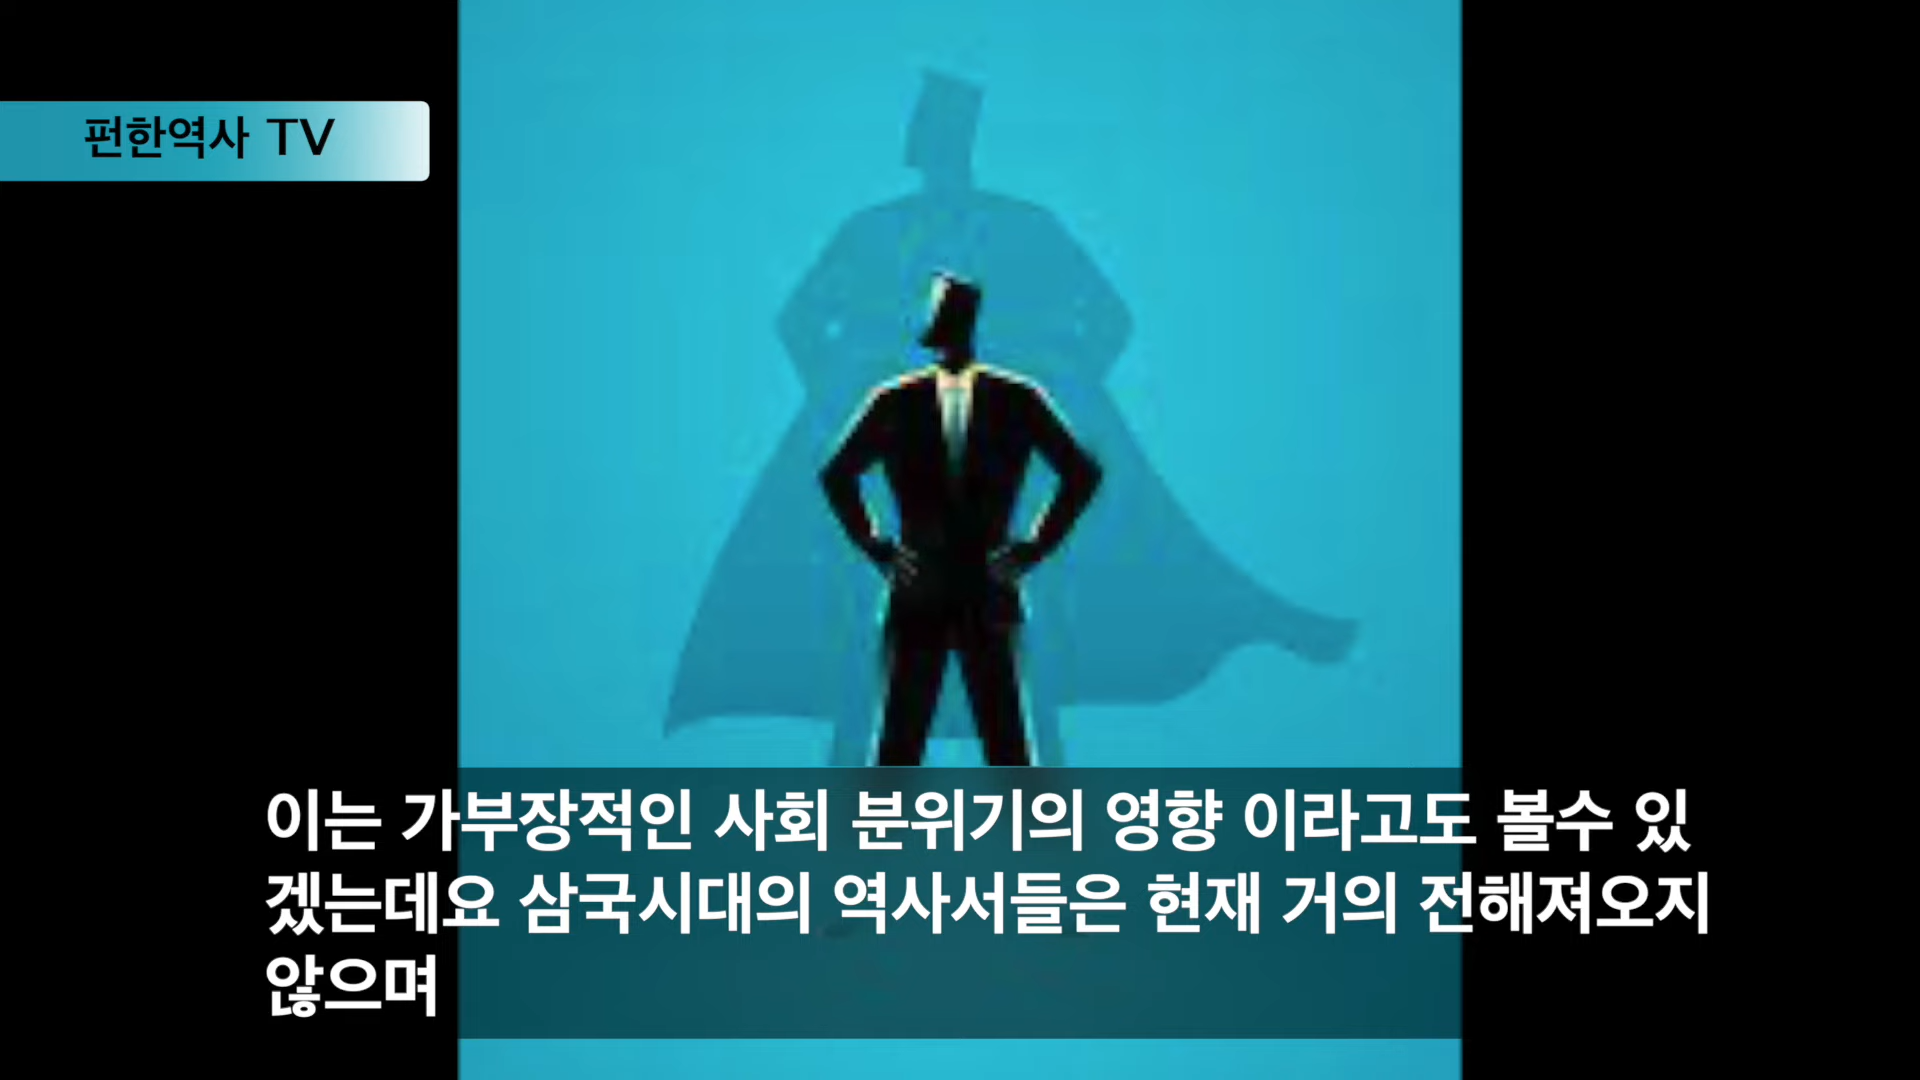 펀한역사 TV
이는 가부장적인 사회 분위기의 영향 이라고도 볼수 있
겠는데요 삼국시대의 역사서들은 현재 거의 전해져오지
않으며